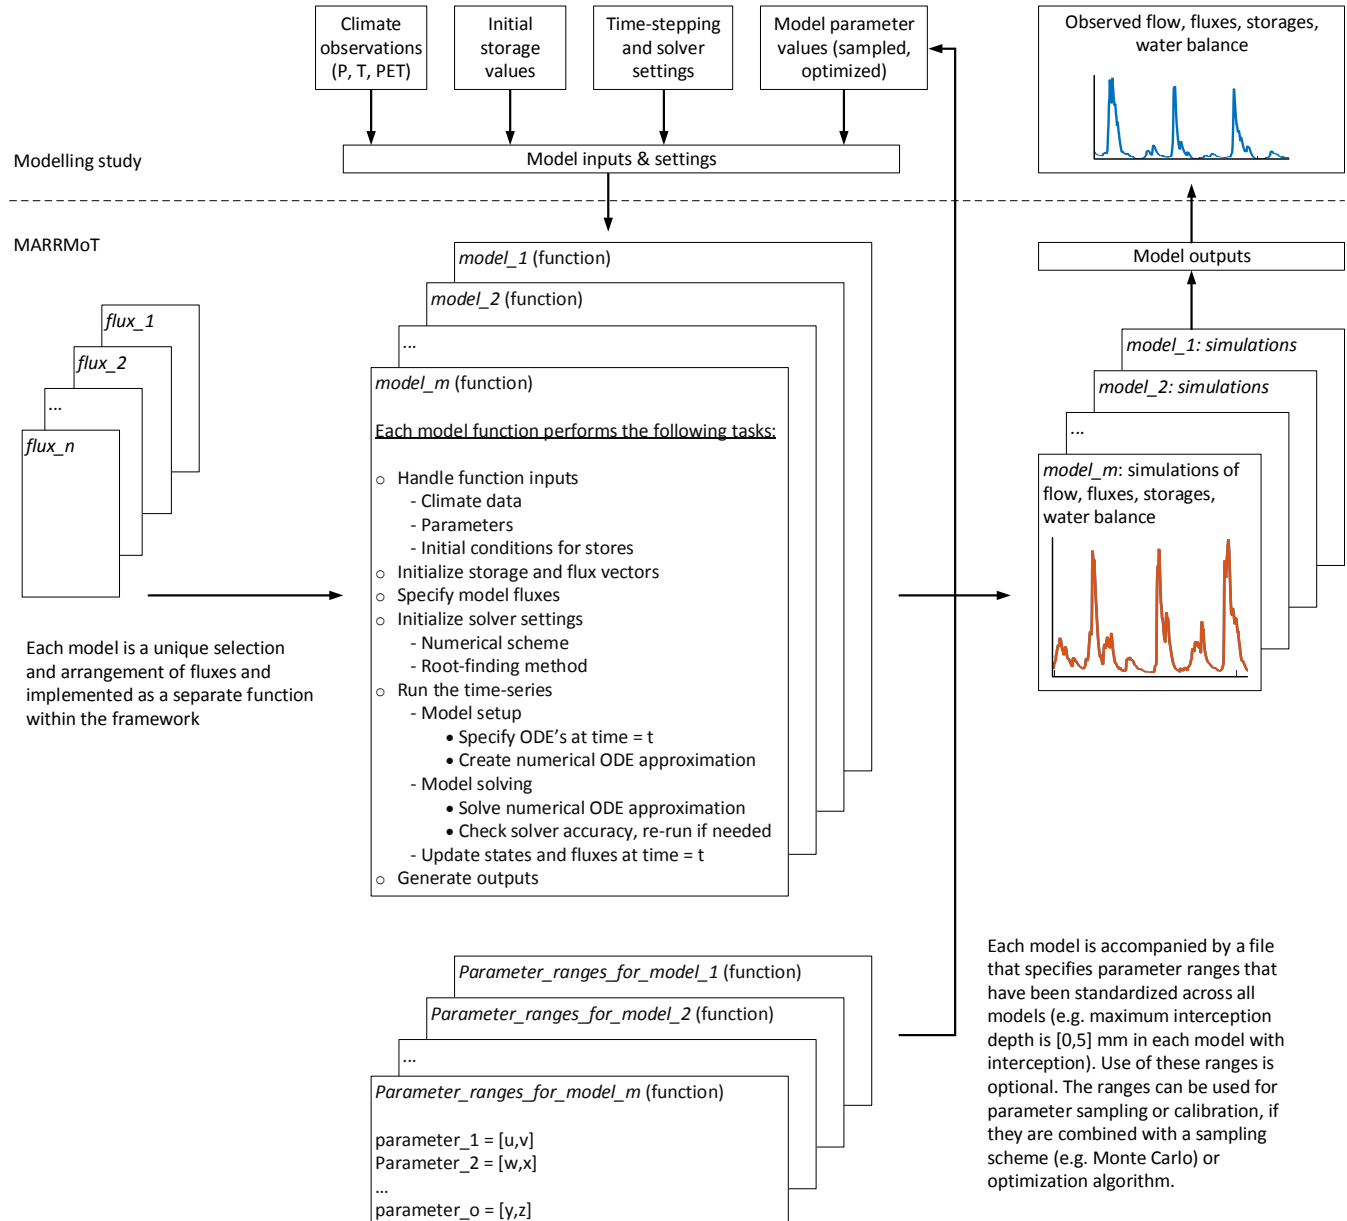 Climate
observations
(P, T, PET)
Initial
storage
values
Time-stepping
and solver
settings
Model parameter
values (sampled,
optimized)
Observed flow, fluxes, storages,
water balance
Modelling study
Model inputs & settings
MARRMoT
Model outputs
flux_1
flux_2
...
flux_n
Each model is a unique selection
and arrangement of fluxes and
implemented as a separate function
within the framework
model_1 (function)
model_2 (function)
...
model_m (function)
Each model function performs the following tasks:
○ Handle function inputs
- Climate data
- Parameters
- Initial conditions for stores
○ Initialize storage and flux vectors
○ Specify model fluxes
○ Initialize solver settings
- Numerical scheme
- Root-finding method
○ Run the time-series
- Model setup
• Specify ODE's at time = t
• Create numerical ODE approximation
- Model solving
• Solve numerical ODE approximation
• Check solver accuracy, re-run if needed
- Update states and fluxes at time = t
○ Generate outputs
model_1: simulations
model_2: simulations
...
model_m: simulations of
flow, fluxes, storages,
water balance
Parameter_ranges_for_model_1 (function)
Parameter_ranges_for_model_2 (function)
...
Parameter_ranges_for_model_m (function)
parameter_1 = [u,v]
Parameter_2 = [w,x]
...
parameter_o = [y,z]
Each model is accompanied by a file
that specifies parameter ranges that
have been standardized across all
models (e.g. maximum interception
depth is [0,5] mm in each model with
interception). Use of these ranges is
optional. The ranges can be used for
parameter sampling or calibration, if
they are combined with a sampling
scheme (e.g. Monte Carlo) or
optimization algorithm.